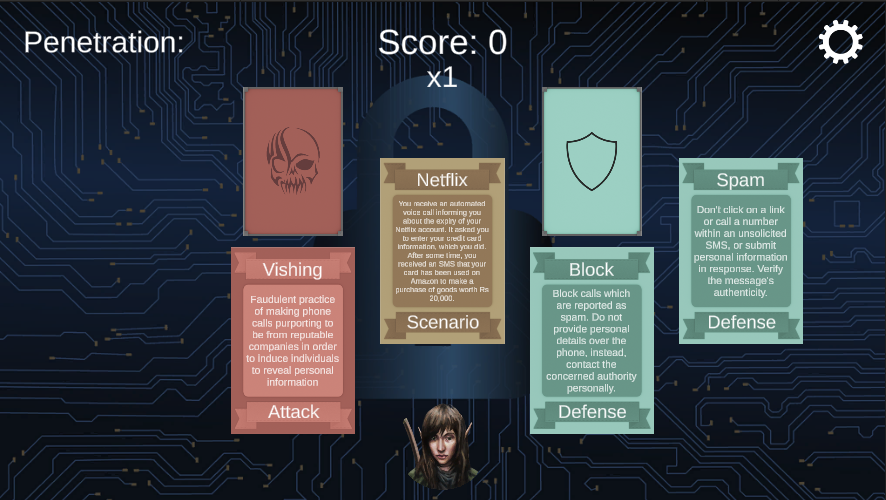 Penetration:
Score: 0
x1
Netflix
You receive an automated
voice call informing you
about the expiry of your
Netflix account. It asked you
to enter your credit card
information, which you did.
After some time, you
received an SMS that your
card has been used on
Amazon to make a
purchase of goods worth Rs
20,000.
Scenario
Spam
Don't click on a link
or call a number
within an unsolicited
SMS, or submit
personal information
in response. Verify
the message's
authenticity.
Defense
Vishing
Faudulent practice
of making phone
calls purporting to
be from reputable
companies in order
to induce individuals
to reveal personal
information
Attack
Block
Block calls which
are reported as
spam. Do not
provide personal
details over the
phone, instead,
contact the
concerned authority
personally.
Defense